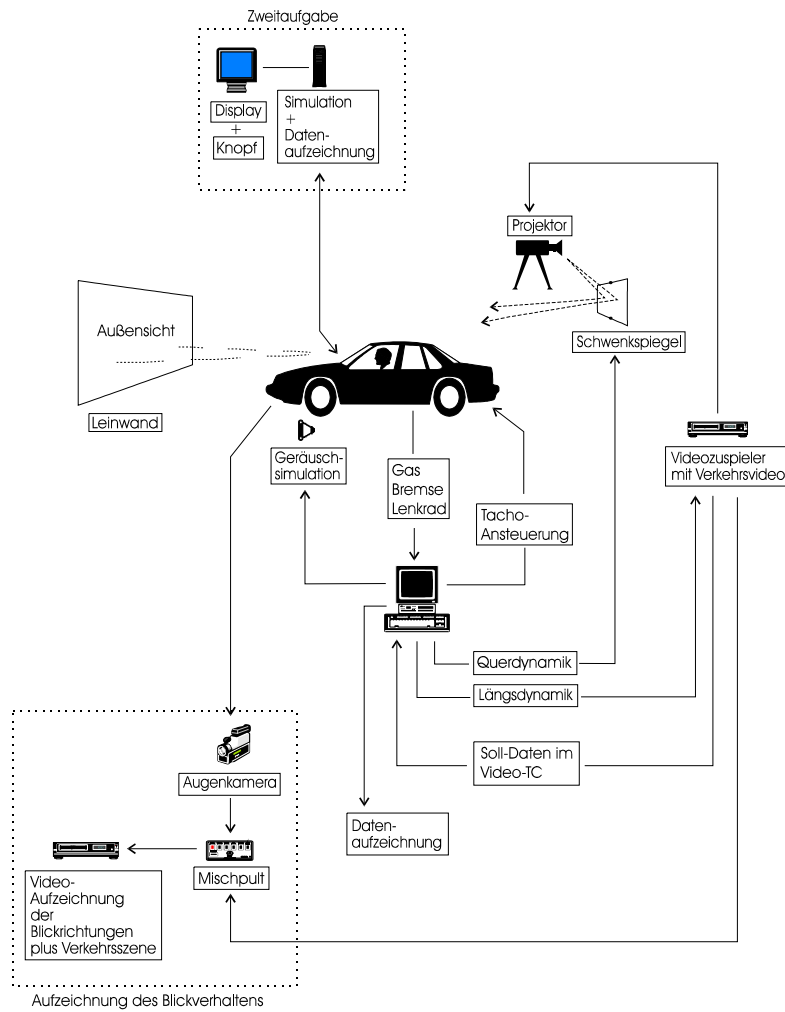 Zweitaufgabe
Display
+
Knopf
Simulation
+
Daten-
aufzeichnung
Projektor
Außensicht
Schwenkspiegel
Leinwand
Geräusch-
simulation
Gas
Bremse
Lenkrad
Tacho-
Ansteuerung
Videozuspieler
mit Verkehrsvideo
Querdynamik
Längsdynamik
Soll-Daten im
Video-TC
Augenkamera
Daten-
aufzeichnung
Mischpult
Video-
Aufzeichnung
der
Blickrichtungen
plus Verkehrsszene
Aufzeichnung des Blickverhaltens